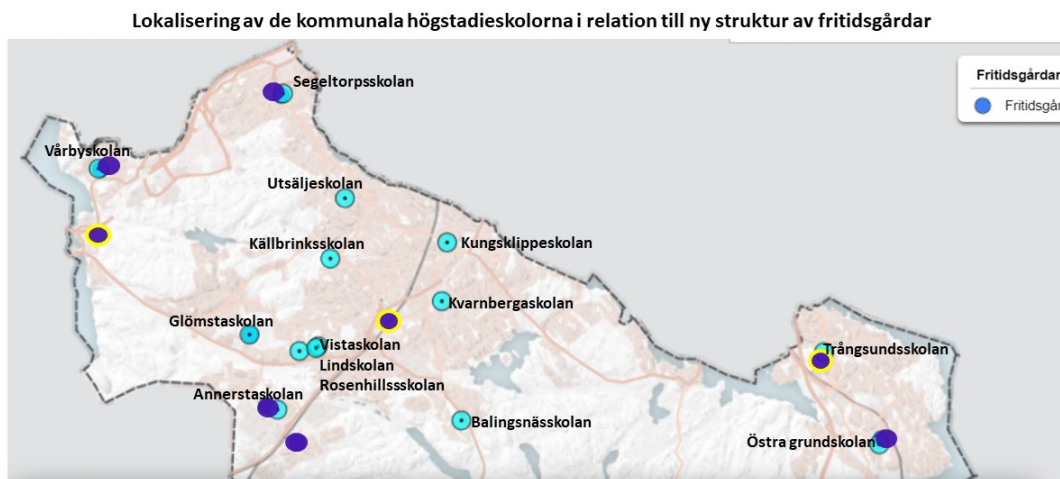 Lokalisering av de kommunala högstadieskolorna i relation till ny struktur av fritidsgårdar
Segeltorpsskolan
Fritidsgårdar
Fritidsgår
Vårbyskolan
Utsäljeskolan
Källbrinksskolan
Kungsklippeskolan
Kvarnbergaskolan
Glömstaskolan
Vistaskolan
Lindskolan
Rosenhillssskolan
Trångsundsskolan
Annerstaskolan
Balingsnässkolan
Östra grundskolan